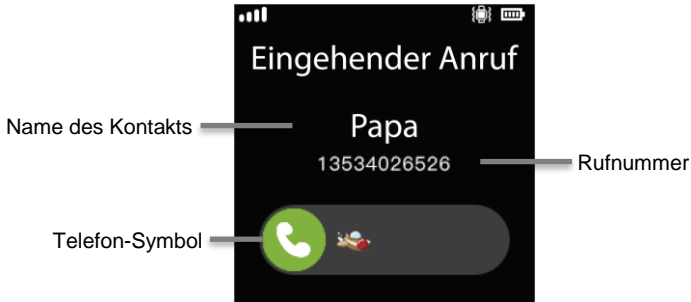 Eingehender Anruf
Name des Kontakts
Papa
13534026526
Rufnummer
Telefon-Symbol